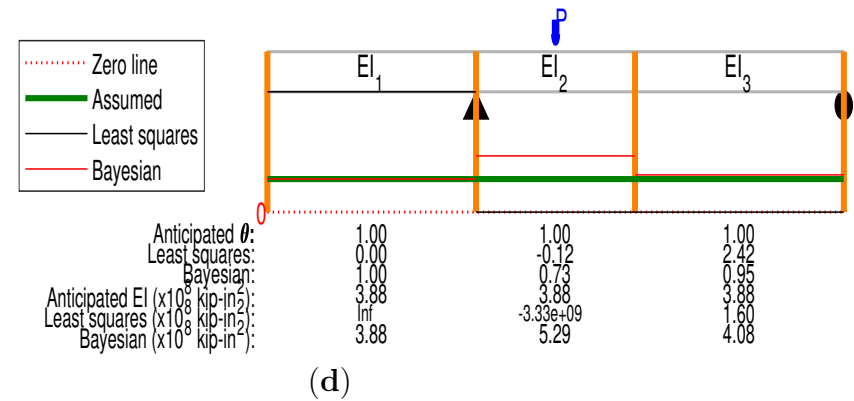 P
Zero line
Assumed
Least squares
Bayesian
EI1 EI2 EI3
0
Anticipated θ: 1.00 1.00 1.00
Least squares: 0.00 -0.12 2.42
Bayesian: 1.00 0.73 0.95
Anticipated EI (x10^8 kip-in^2): 3.88 3.88 3.88
Least squares (x10^8 kip-in^2): Inf -3.33e+09 1.60
Bayesian (x10^8 kip-in^2): 3.88 5.29 4.08
(d)